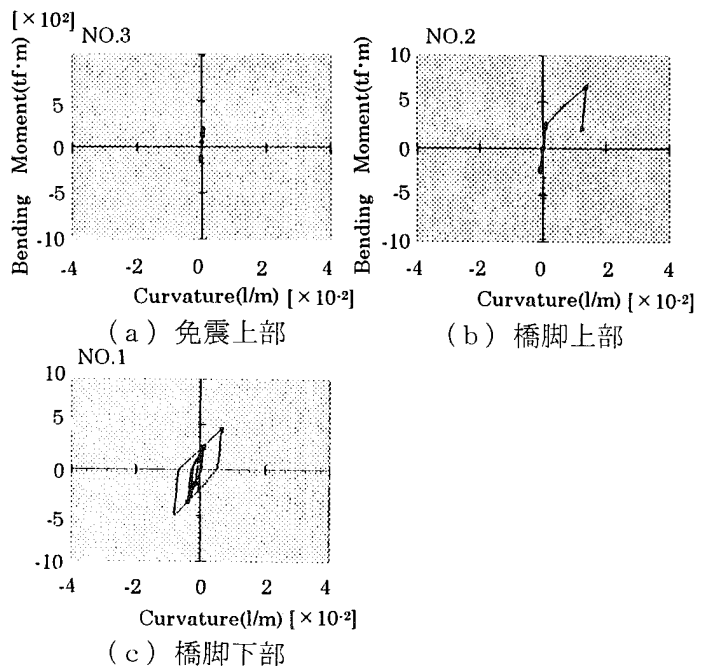 [×10²]
NO.3
Bending Moment(tf·m)
5
0
-5
-10
-4 -2 0 2 4
Curvature(l/m) [×10⁻²]
(a) 免震上部
NO.2
Bending Moment(tf·m)
10
5
0
-5
-10
-4 -2 0 2 4
Curvature(l/m) [×10⁻²]
(b) 橋脚上部
NO.1
10
5
0
-5
-10
-4 -2 0 2 4
Curvature(l/m) [×10⁻²]
(c) 橋脚下部